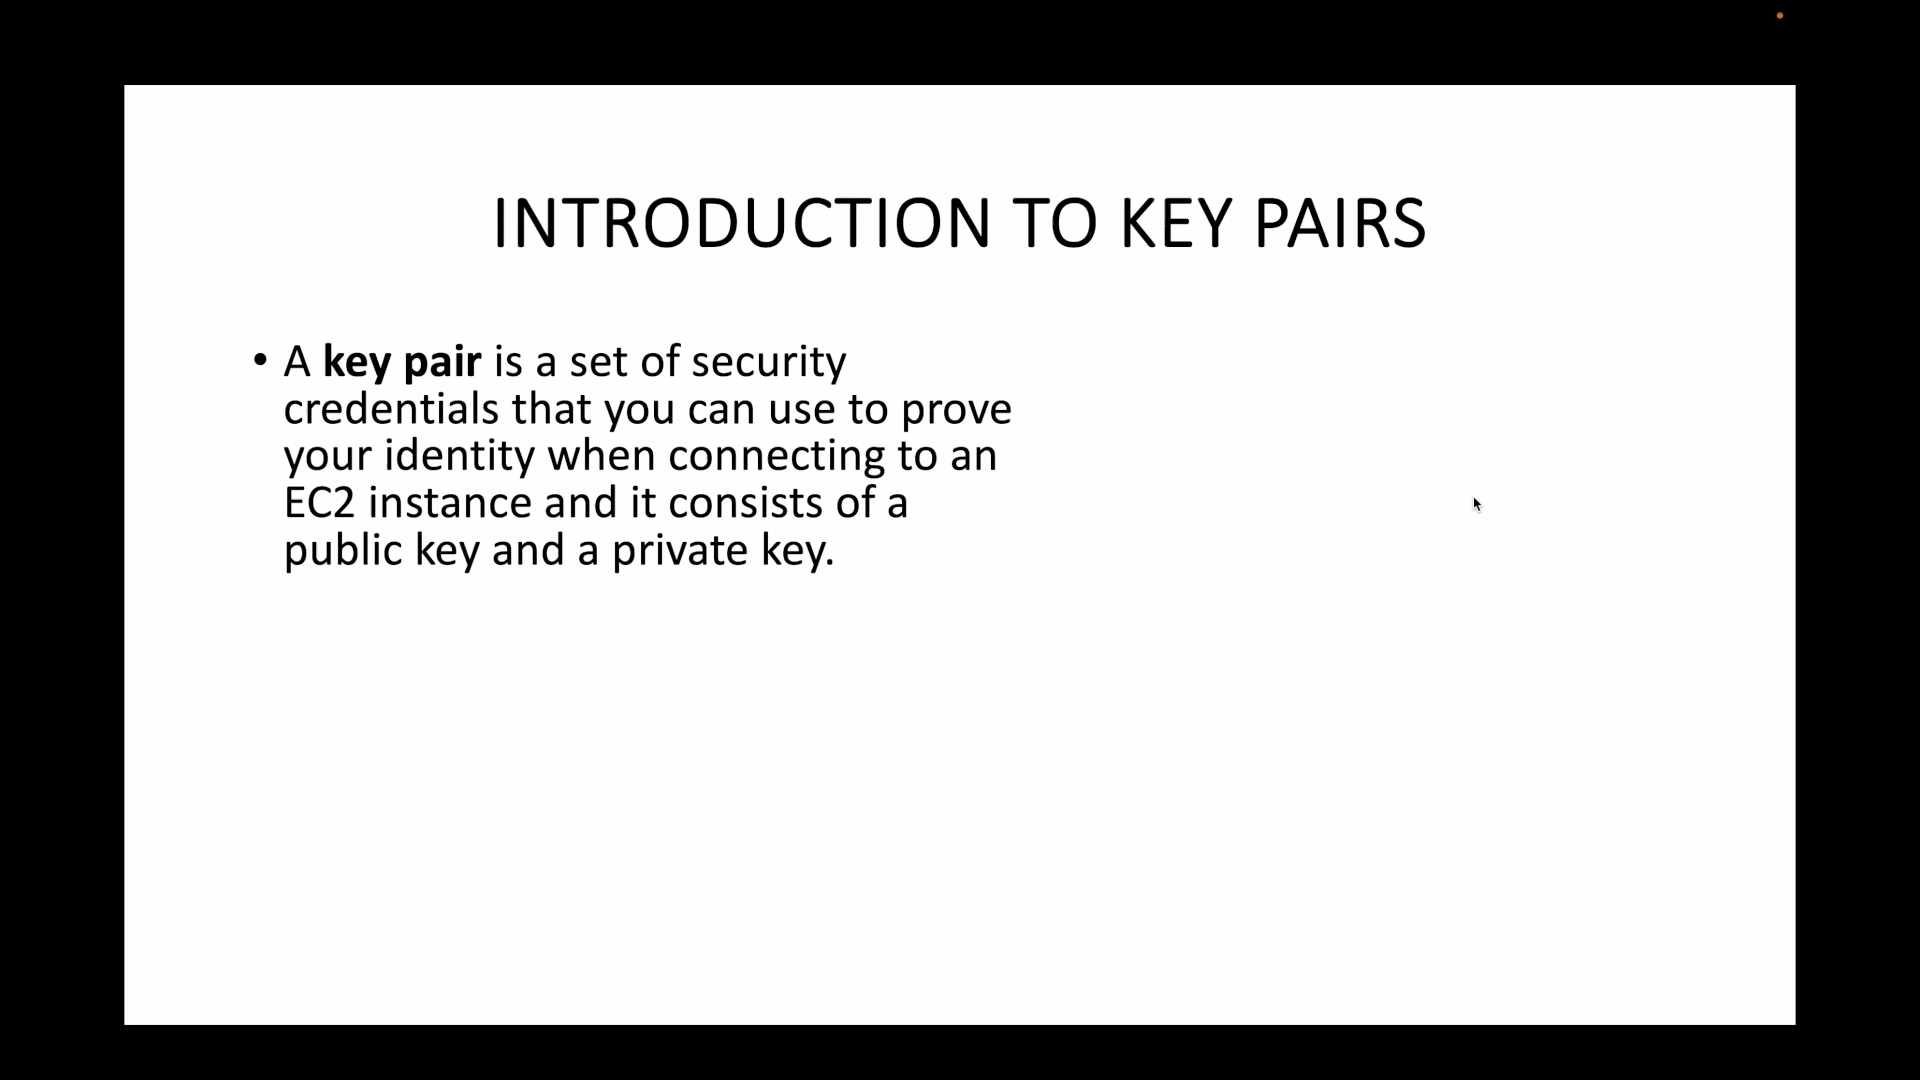 INTRODUCTION TO KEY PAIRS
• A key pair is a set of security
credentials that you can use to prove
your identity when connecting to an
EC2 instance and it consists of a
public key and a private key.